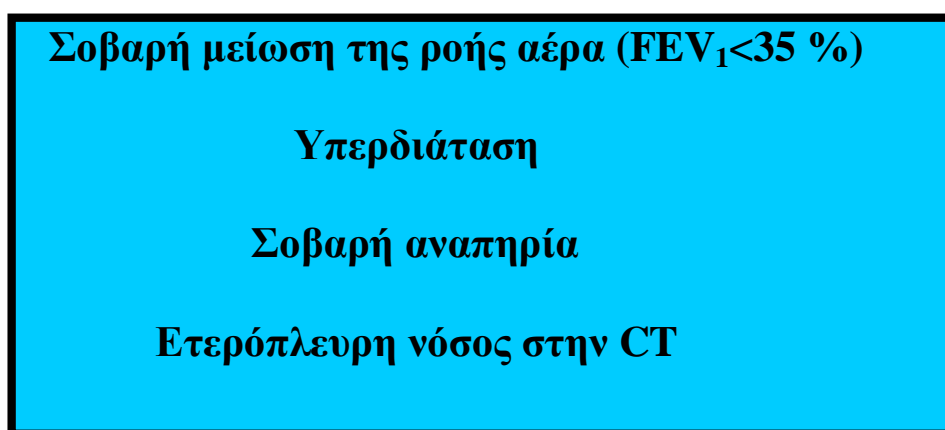 Σοβαρή μείωση της ροής αέρα (FEV₁<35 %)
Υπερδιάταση
Σοβαρή αναπηρία
Ετερόπλευρη νόσος στην CT